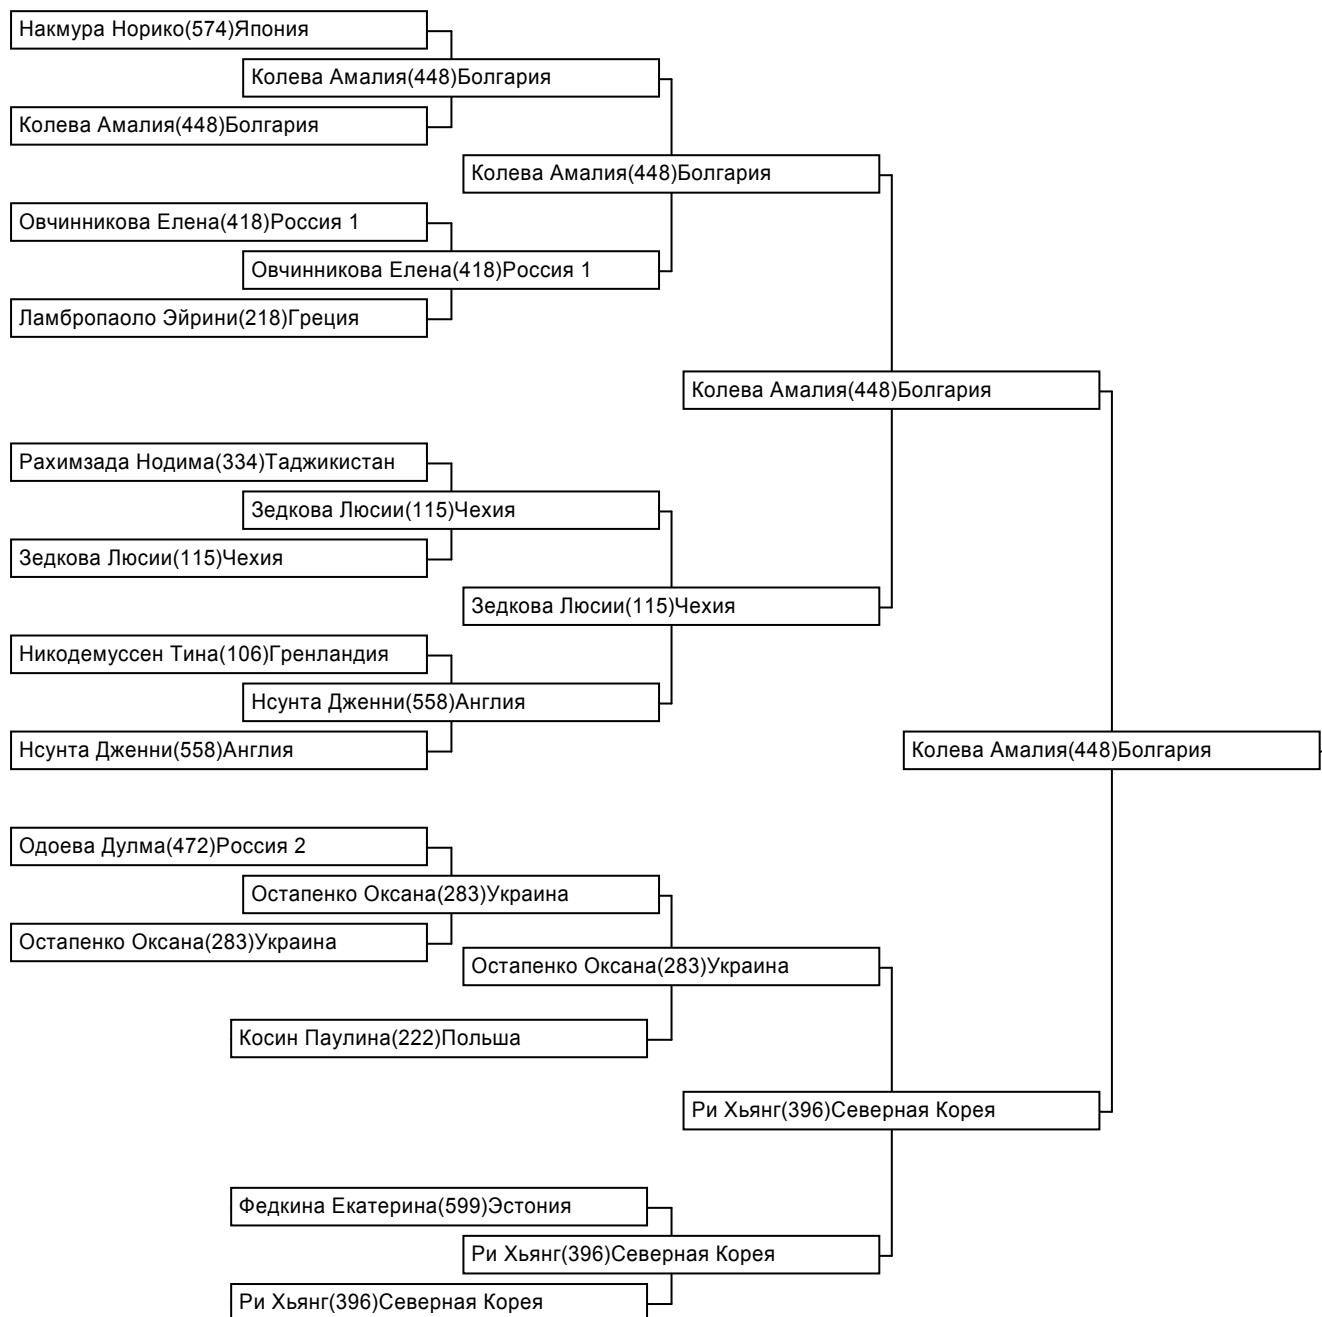 Накмура Норико(574)Япония
Колева Амалия(448)Болгария
Колева Амалия(448)Болгария
Колева Амалия(448)Болгария
Овчинникова Елена(418)Россия 1
Овчинникова Елена(418)Россия 1
Ламбропаоло Эйрини(218)Греция
Колева Амалия(448)Болгария
Рахимзада Нодима(334)Таджикистан
Зедкова Люсии(115)Чехия
Зедкова Люсии(115)Чехия
Зедкова Люсии(115)Чехия
Никодемуссен Тина(106)Гренландия
Нсунта Дженни(558)Англия
Нсунта Дженни(558)Англия
Колева Амалия(448)Болгария
Одоева Дулма(472)Россия 2
Остапенко Оксана(283)Украина
Остапенко Оксана(283)Украина
Остапенко Оксана(283)Украина
Косин Паулина(222)Польша
Ри Хьянг(396)Северная Корея
Федкина Екатерина(599)Эстония
Ри Хьянг(396)Северная Корея
Ри Хьянг(396)Северная Корея